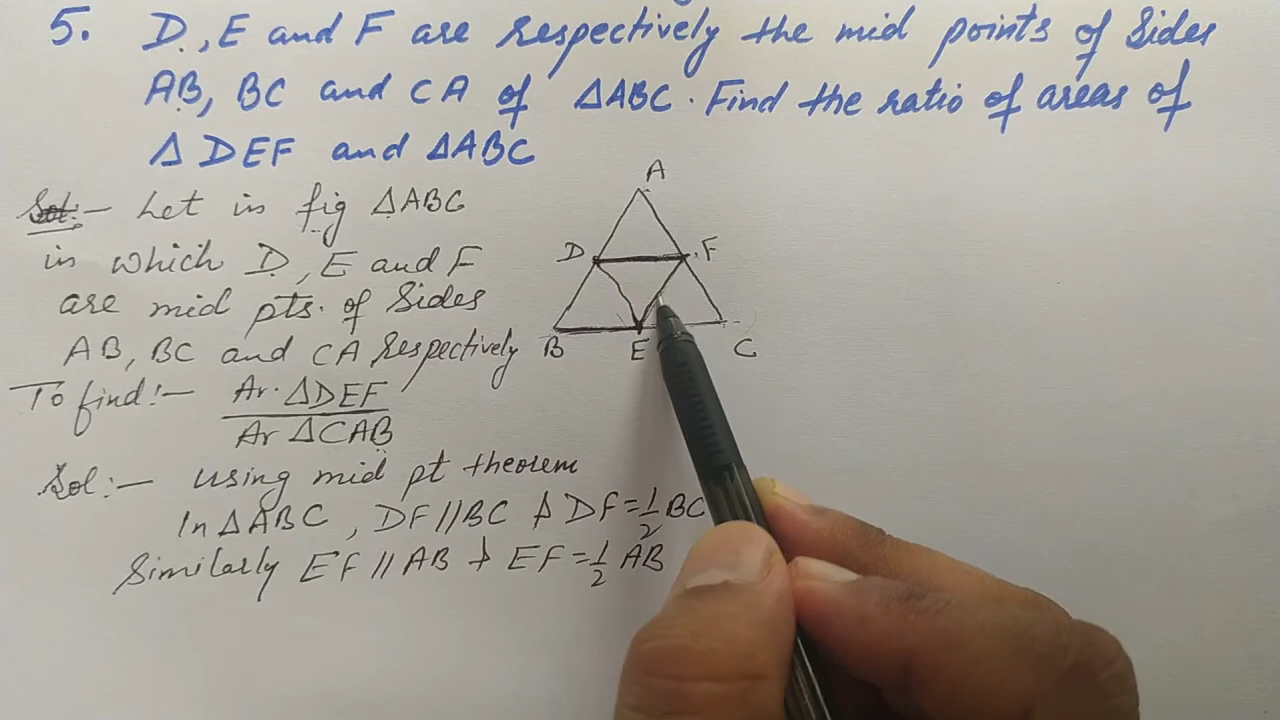 5. D, E and F are respectively the mid points of Sides
AB, BC and CA of ΔABC. Find the ratio of areas of
Δ DEF and ΔABC
Sol:- Let in fig ΔABC
in which D, E and F
are mid pts. of Sides
AB, BC and CA respectively
To find:- Ar. ΔDEF
Ar ΔCAB
A
D
F
B
E
C
Sol:- using mid pt theorem
In ΔABC, DF//BC & DF=1/2 BC
Similarly EF//AB & EF=1/2 AB